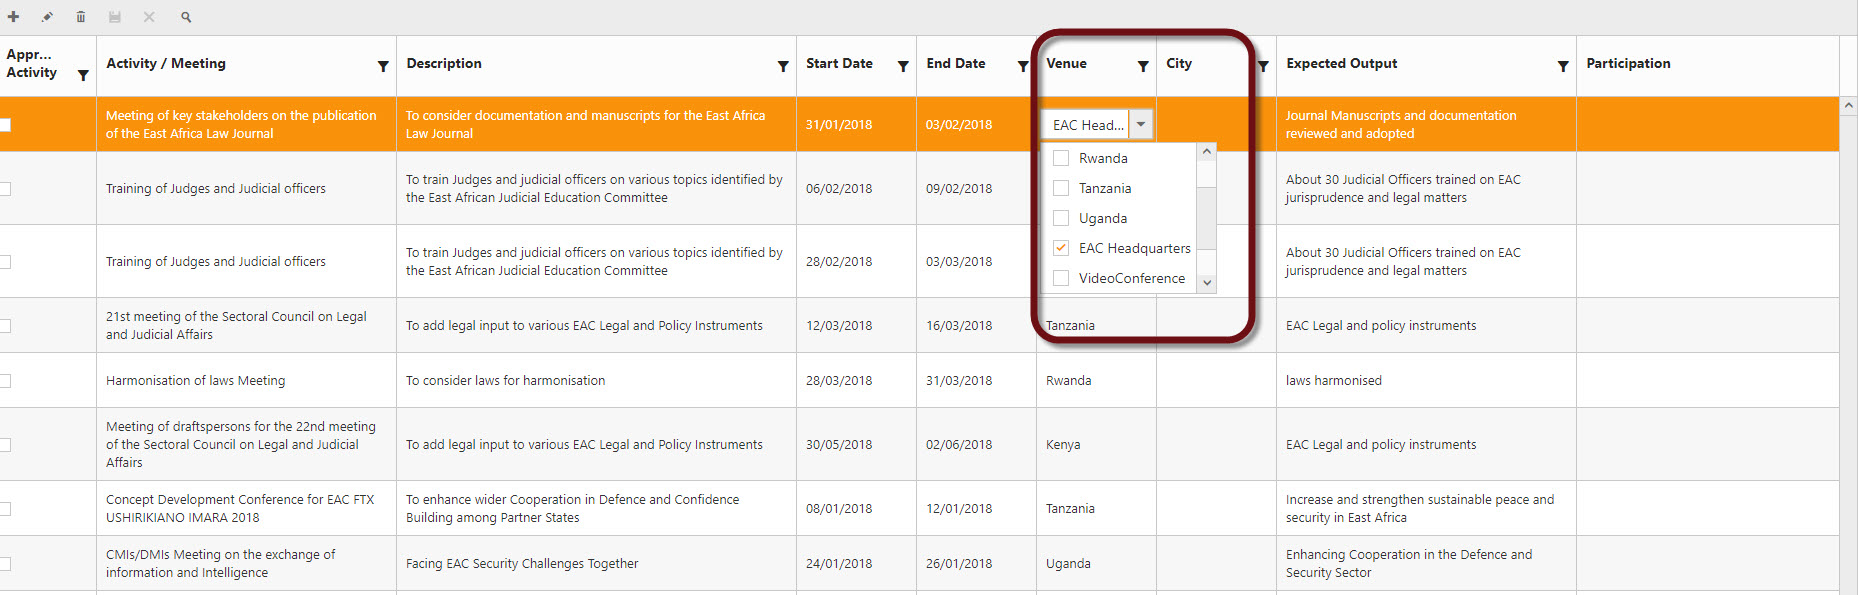 Appr...
Activity
Activity / Meeting
Description
Start Date
End Date
Venue
City
Expected Output
Participation
Meeting of key stakeholders on the publication
of the East Africa Law Journal
To consider documentation and manuscripts for the East Africa
Law Journal
31/01/2018
03/02/2018
EAC Head...
Journal Manuscripts and documentation
reviewed and adopted
Rwanda
Tanzania
Uganda
EAC Headquarters
VideoConference
Training of Judges and Judicial officers
To train Judges and judicial officers on various topics identified by
the East African Judicial Education Committee
06/02/2018
09/02/2018
About 30 Judicial Officers trained on EAC
jurisprudence and legal matters
Training of Judges and Judicial officers
To train Judges and judicial officers on various topics identified by
the East African Judicial Education Committee
28/02/2018
03/03/2018
About 30 Judicial Officers trained on EAC
jurisprudence and legal matters
21st meeting of the Sectoral Council on Legal
and Judicial Affairs
To add legal input to various EAC Legal and Policy Instruments
12/03/2018
16/03/2018
Tanzania
EAC Legal and policy instruments
Harmonisation of laws Meeting
To consider laws for harmonisation
28/03/2018
31/03/2018
Rwanda
laws harmonised
Meeting of draftspersons for the 22nd meeting
of the Sectoral Council on Legal and Judicial
Affairs
To add legal input to various EAC Legal and Policy Instruments
30/05/2018
02/06/2018
Kenya
EAC Legal and policy instruments
Concept Development Conference for EAC FTX
USHIRIKIANO IMARA 2018
To enhance wider Cooperation in Defence and Confidence
Building among Partner States
08/01/2018
12/01/2018
Tanzania
Increase and strengthen sustainable peace and
security in East Africa
CMIs/DMIs Meeting on the exchange of
information and Intelligence
Facing EAC Security Challenges Together
24/01/2018
26/01/2018
Uganda
Enhancing Cooperation in the Defence and
Security Sector